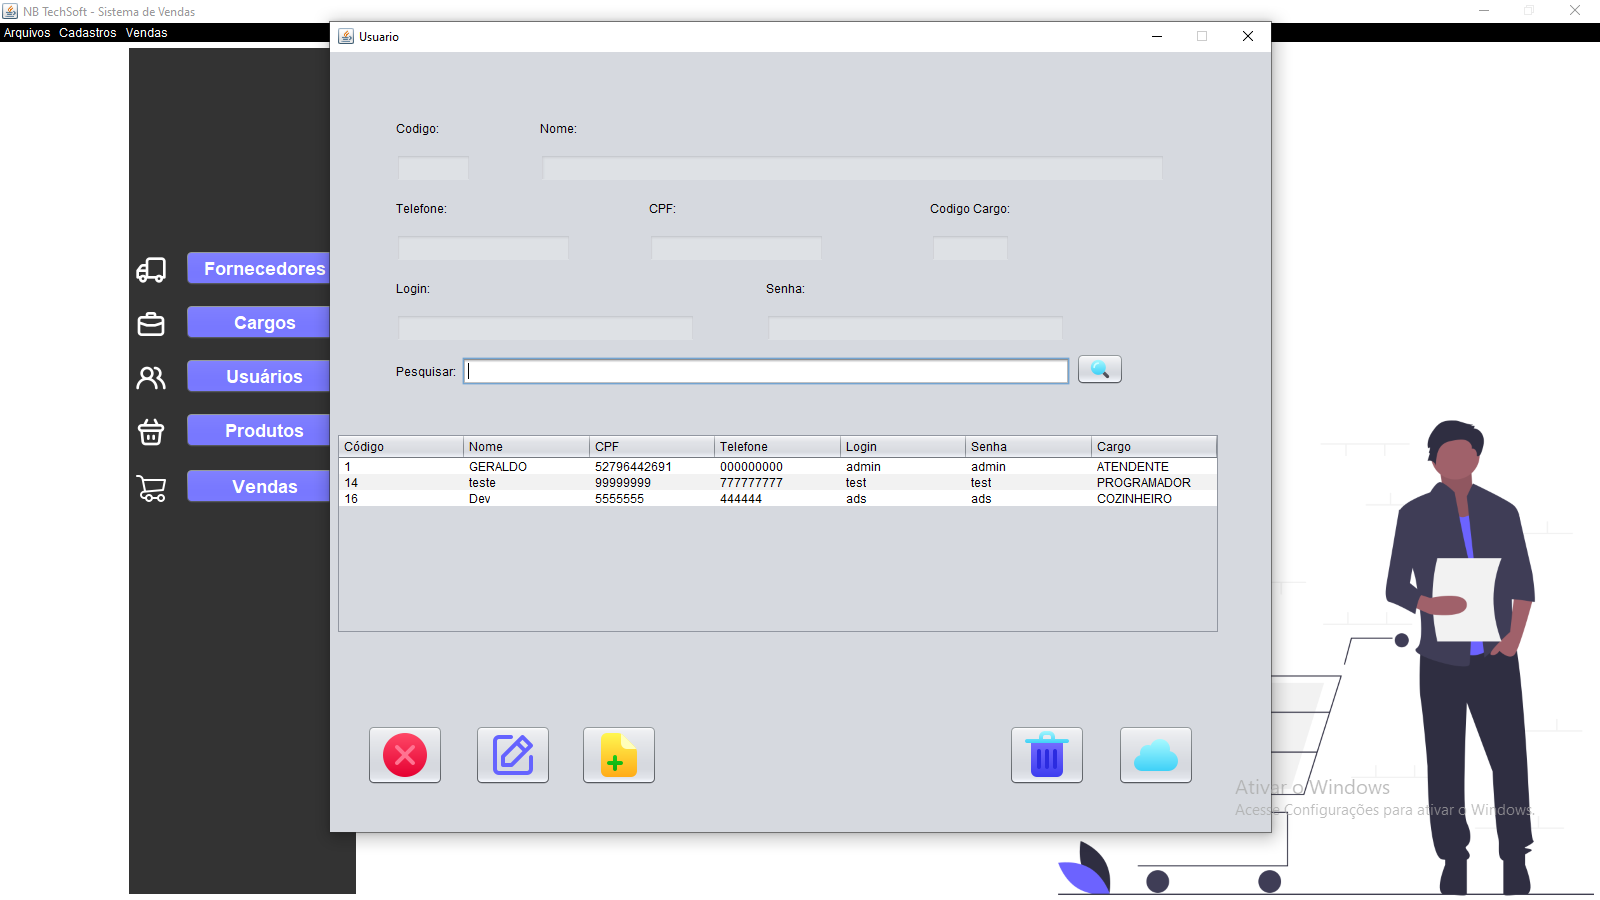 NB TechSoft - Sistema de Vendas
Arquivos Cadastros Vendas
Usuario
Codigo: Nome:
Telefone: CPF: Codigo Cargo:
Login: Senha:
Pesquisar:
Fornecedores
Cargos
Usuários
Produtos
Vendas
Código Nome CPF Telefone Login Senha Cargo
1 GERALDO 52796442691 000000000 admin admin ATENDENTE
14 teste 99999999 777777777 test test PROGRAMADOR
16 Dev 5555555 444444 ads ads COZINHEIRO
Ativar o Windows
Acesse Configurações para ativar o Windows.